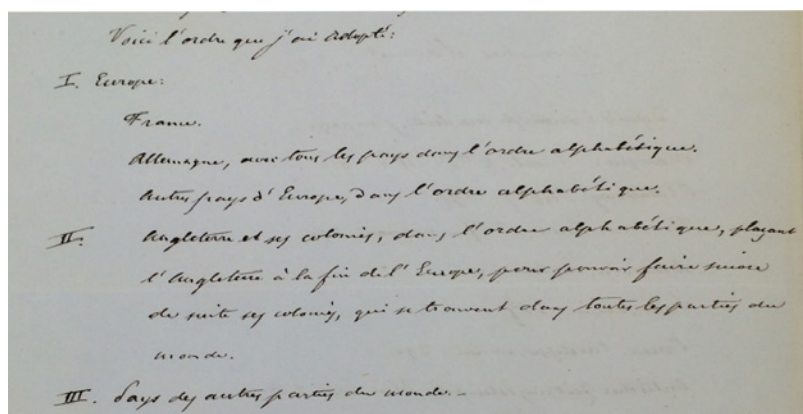 Voici l'ordre que j'ai adopté:
I. Europe:
France.
Allemagne, avec tous les pays dans l'ordre alphabétique.
Autres pays d'Europe, dans l'ordre alphabétique.
II. Angleterre et ses colonies, dans l'ordre alphabétique, plaçant
l'Angleterre à la fin de l'Europe, pour pouvoir faire suivre
de suite ses colonies, qui se trouvent dans toutes les parties du
monde.
III. Pays des autres parties du monde.–